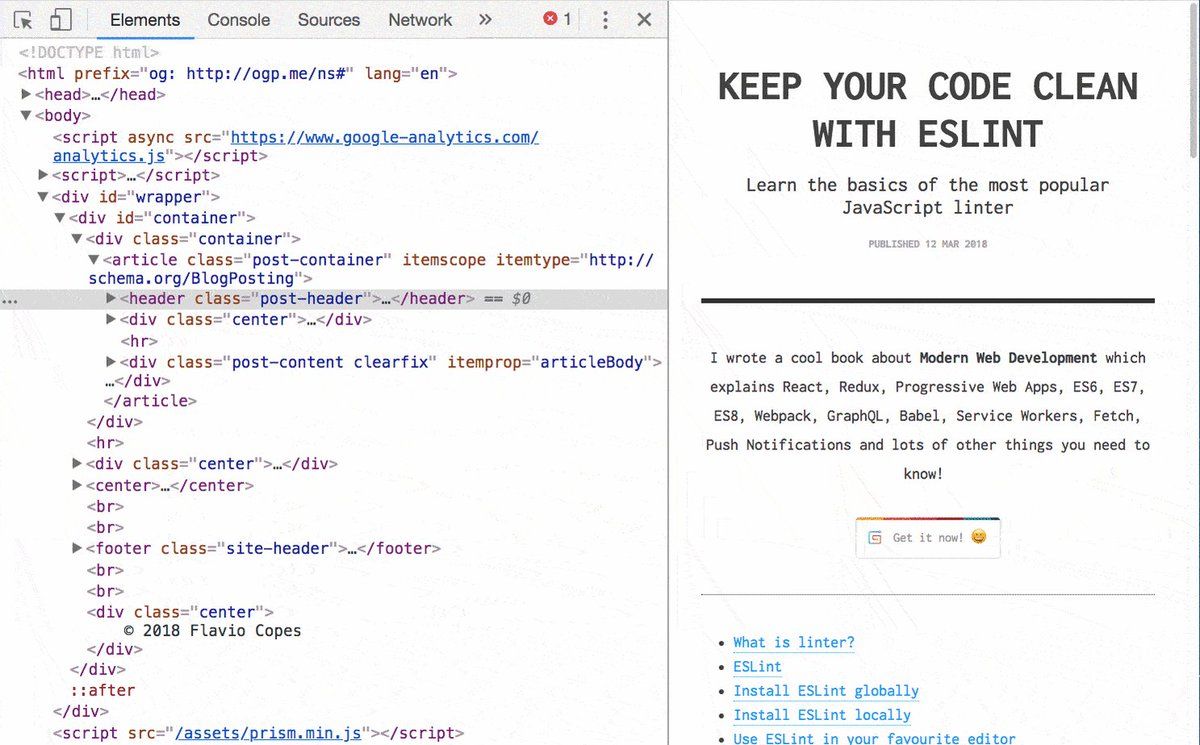 Elements Console Sources Network » 1
<!DOCTYPE html>
<html prefix="og: http://ogp.me/ns#" lang="en">
<head>…</head>
<body>
<script async src="https://www.google-analytics.com/
analytics.js"></script>
<script>…</script>
<div id="wrapper">
<div id="container">
<div class="container">
<article class="post-container" itemscope itemtype="http://
schema.org/BlogPosting">
… <header class="post-header">…</header> == $0
<div class="center">…</div>
<hr>
<div class="post-content clearfix" itemprop="articleBody">
…</div>
</article>
</div>
<hr>
<div class="center">…</div>
<center>…</center>
<br>
<br>
<footer class="site-header">…</footer>
<br>
<br>
<div class="center">
© 2018 Flavio Copes
</div>
</div>
::after
</div>
<script src="/assets/prism.min.js"></script>
KEEP YOUR CODE CLEAN
WITH ESLINT
Learn the basics of the most popular
JavaScript linter
PUBLISHED 12 MAR 2018
I wrote a cool book about Modern Web Development which
explains React, Redux, Progressive Web Apps, ES6, ES7,
ES8, Webpack, GraphQL, Babel, Service Workers, Fetch,
Push Notifications and lots of other things you need to
know!
Get it now! 😀
• What is linter?
• ESLint
• Install ESLint globally
• Install ESLint locally
• Use ESLint in your favourite editor